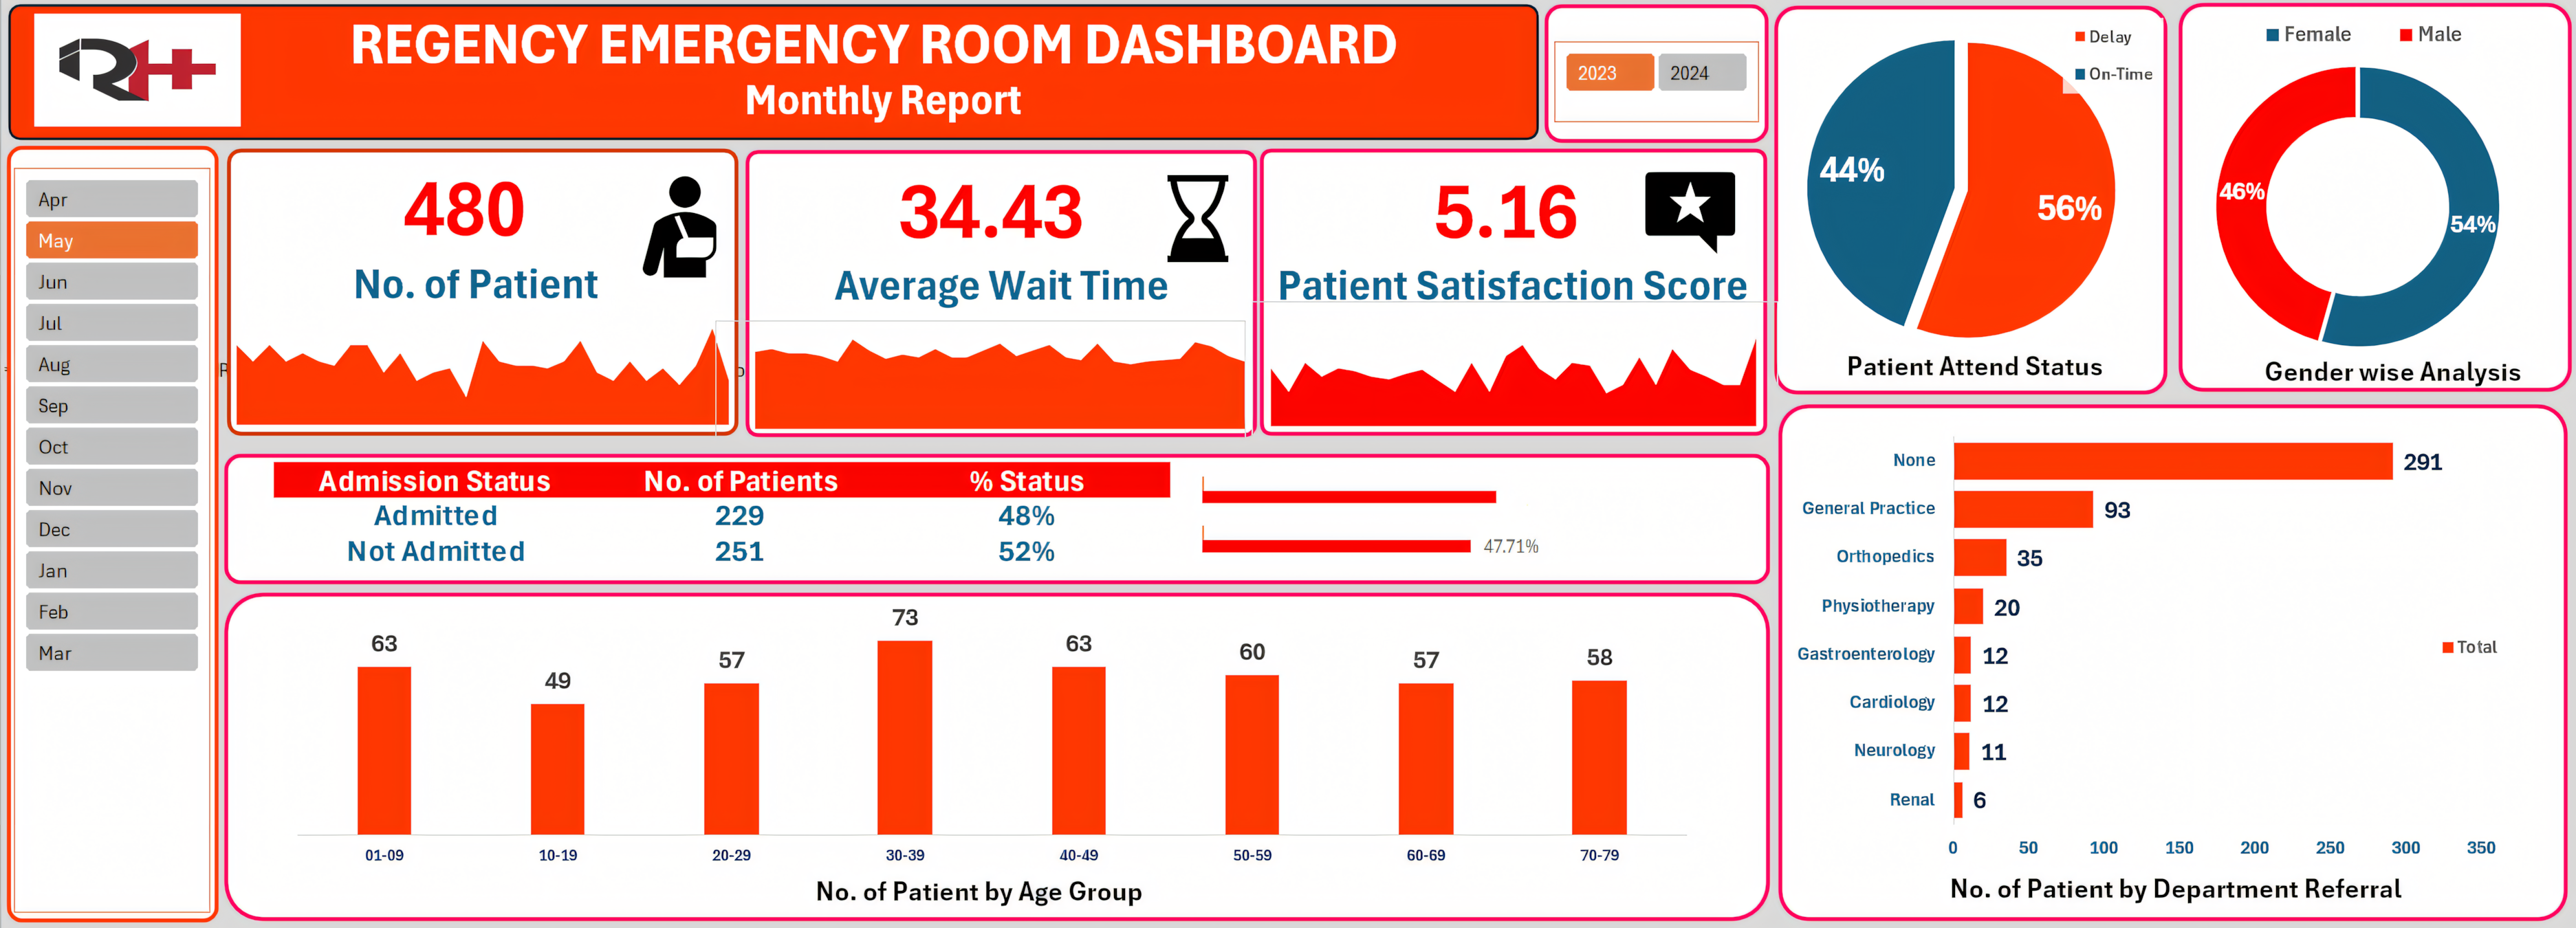 REGENCY EMERGENCY ROOM DASHBOARD
Monthly Report
2023 2024
Apr
May
Jun
Jul
Aug
Sep
Oct
Nov
Dec
Jan
Feb
Mar
480
No. of Patient
34.43
Average Wait Time
5.16
Patient Satisfaction Score
Delay
On-Time
44%
56%
Patient Attend Status
Female Male
46%
54%
Gender wise Analysis
Admission Status No. of Patients % Status
Admitted 229 48%
Not Admitted 251 52%
47.71%
63 49 57 73 63 60 57 58
01-09 10-19 20-29 30-39 40-49 50-59 60-69 70-79
No. of Patient by Age Group
None 291
General Practice 93
Orthopedics 35
Physiotherapy 20
Gastroenterology 12
Cardiology 12
Neurology 11
Renal 6
Total
0 50 100 150 200 250 300 350
No. of Patient by Department Referral